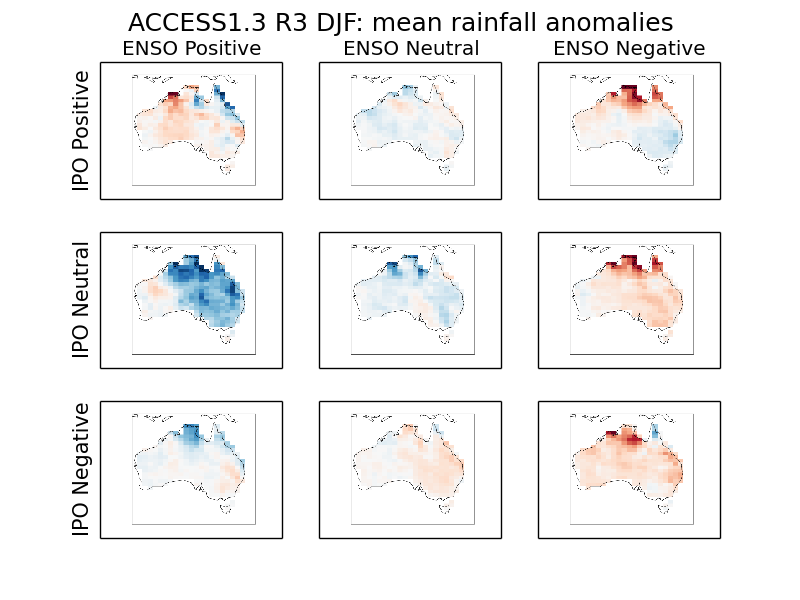 ACCESS1.3 R3 DJF: mean rainfall anomalies
ENSO Positive
ENSO Neutral
ENSO Negative
IPO Positive
IPO Neutral
IPO Negative